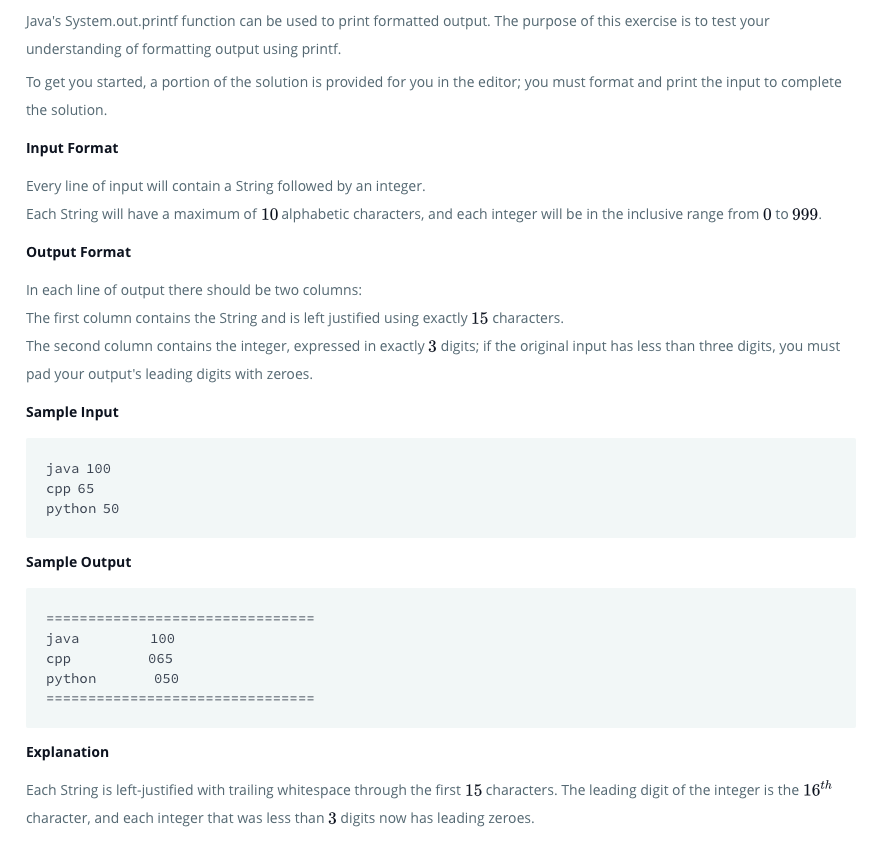 Java's System.out.printf function can be used to print formatted output. The purpose of this exercise is to test your
understanding of formatting output using printf.
To get you started, a portion of the solution is provided for you in the editor; you must format and print the input to complete
the solution.
Input Format
Every line of input will contain a String followed by an integer.
Each String will have a maximum of 10 alphabetic characters, and each integer will be in the inclusive range from 0 to 999.
Output Format
In each line of output there should be two columns:
The first column contains the String and is left justified using exactly 15 characters.
The second column contains the integer, expressed in exactly 3 digits; if the original input has less than three digits, you must
pad your output's leading digits with zeroes.
Sample Input
java 100
cpp 65
python 50
Sample Output
================================
java           100
cpp            065
python         050
================================
Explanation
Each String is left-justified with trailing whitespace through the first 15 characters. The leading digit of the integer is the 16th
character, and each integer that was less than 3 digits now has leading zeroes.